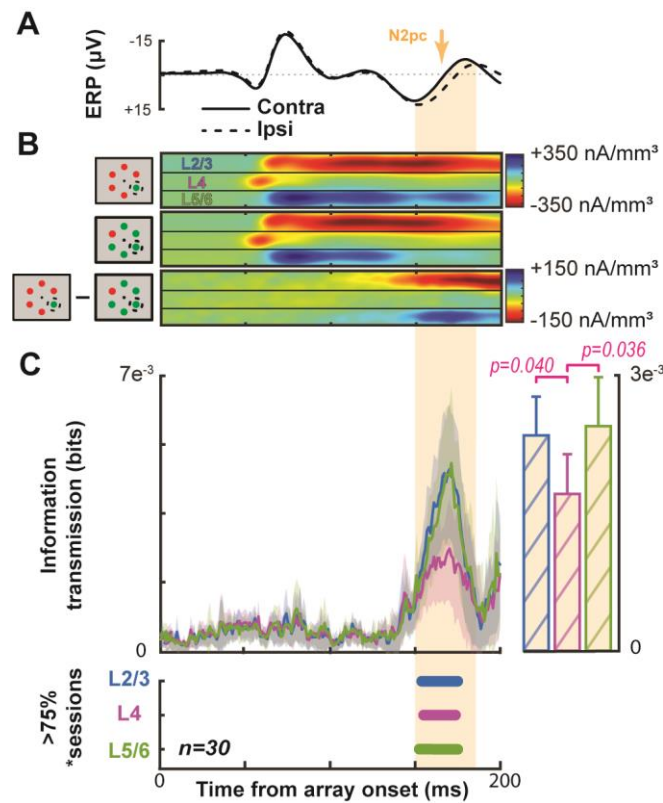 A
-15
ERP (μV)
+15
N2pc
Contra
Ipsi
B
L2/3
L4
L5/6
+350 nA/mm³
-350 nA/mm³
+150 nA/mm³
-150 nA/mm³
C
7e⁻³
Information
transmission (bits)
0
p=0.040
p=0.036
3e⁻³
0
>75%
*sessions
L2/3
L4
L5/6
n=30
0
Time from array onset (ms)
200